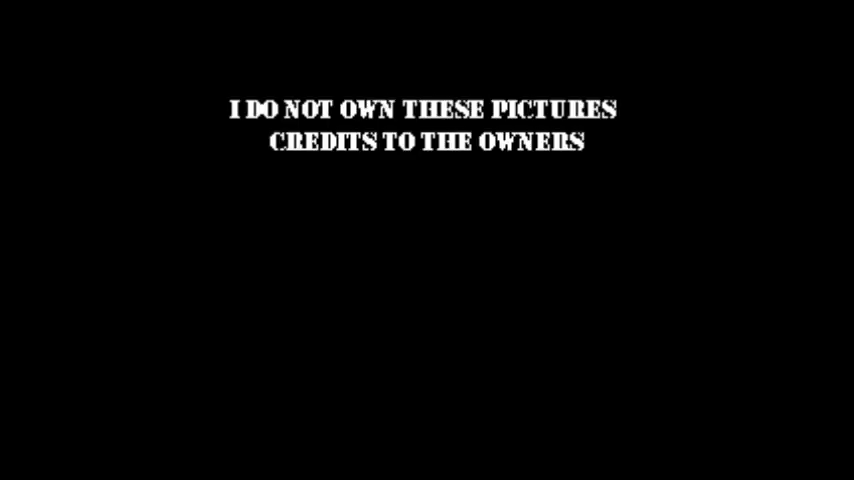 I DO NOT OWN THESE PICTURES
CREDITS TO THE OWNERS